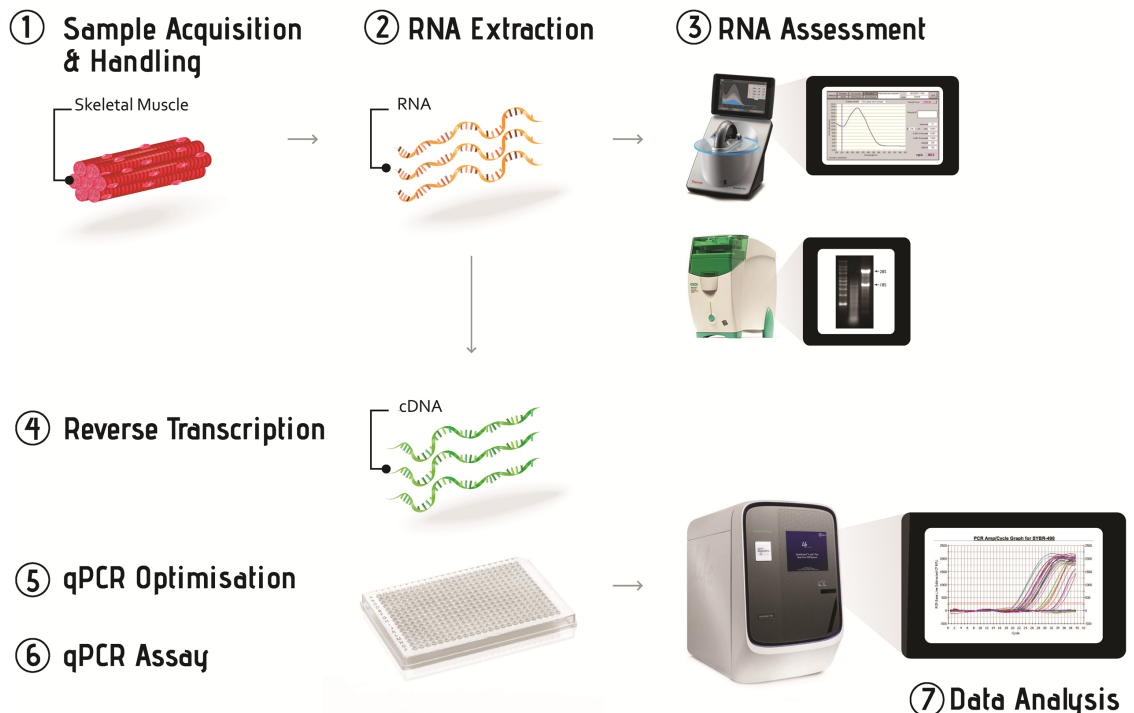 1 Sample Acquisition
& Handling
Skeletal Muscle
2 RNA Extraction
RNA
3 RNA Assessment
28S
18S
4 Reverse Transcription
cDNA
5 qPCR Optimisation
6 qPCR Assay
PCR Amp/Cycle Graph for SYBR-490
Cycle
7 Data Analysis